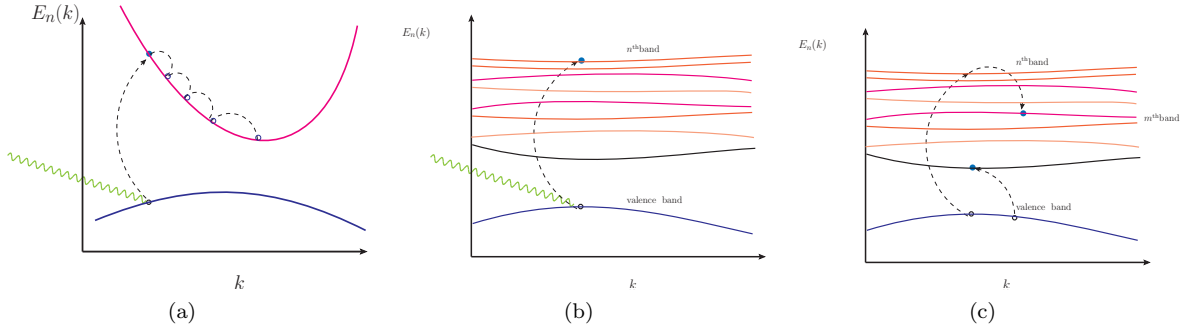 E_n(k)
k
(a)
E_n(k)
n^th band
valence band
k
(b)
E_n(k)
n^th band
m^th band
valence band
k
(c)